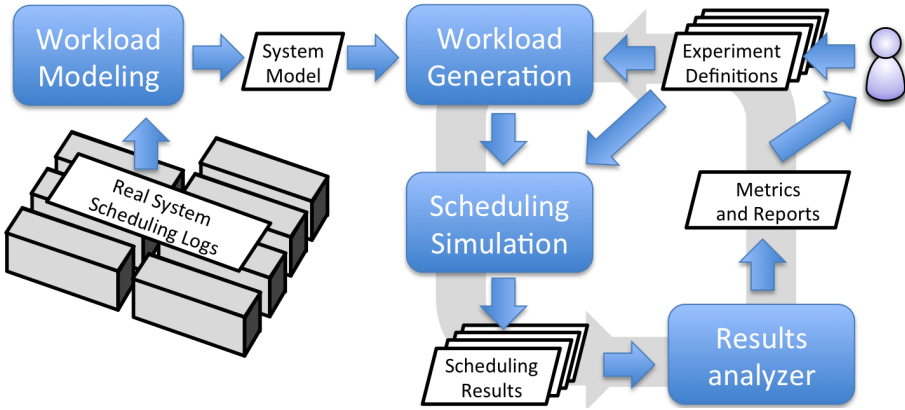 Workload
Modeling
System
Model
Workload
Generation
Experiment
Definitions
Real System
Scheduling Logs
Scheduling
Simulation
Metrics
and Reports
Scheduling
Results
Results
analyzer